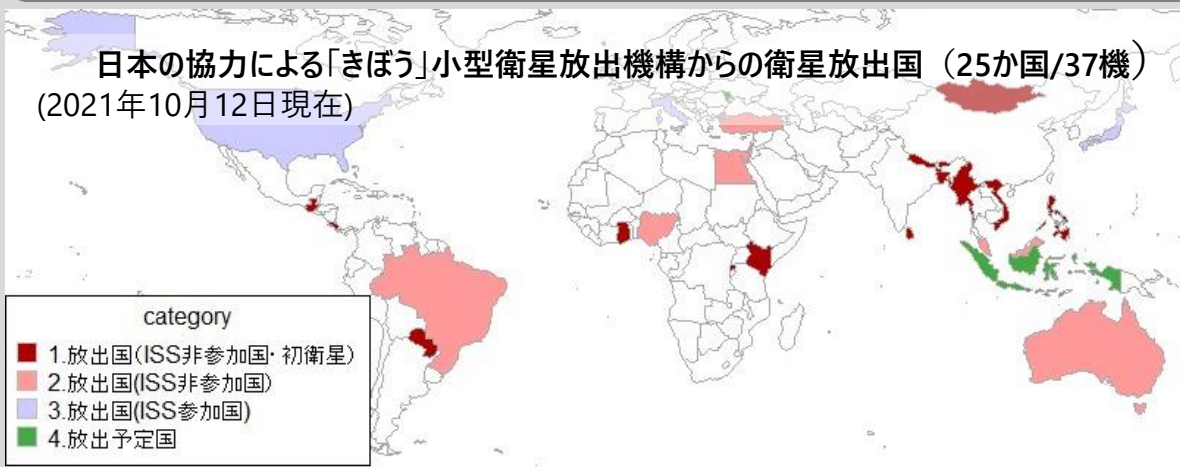 日本の協力による「きぼう」小型衛星放出機構からの衛星放出国（25か国/37機）
(2021年10月12日現在)
category
1.放出国(ISS非参加国･初衛星)
2.放出国(ISS非参加国)
3.放出国(ISS参加国)
4.放出予定国